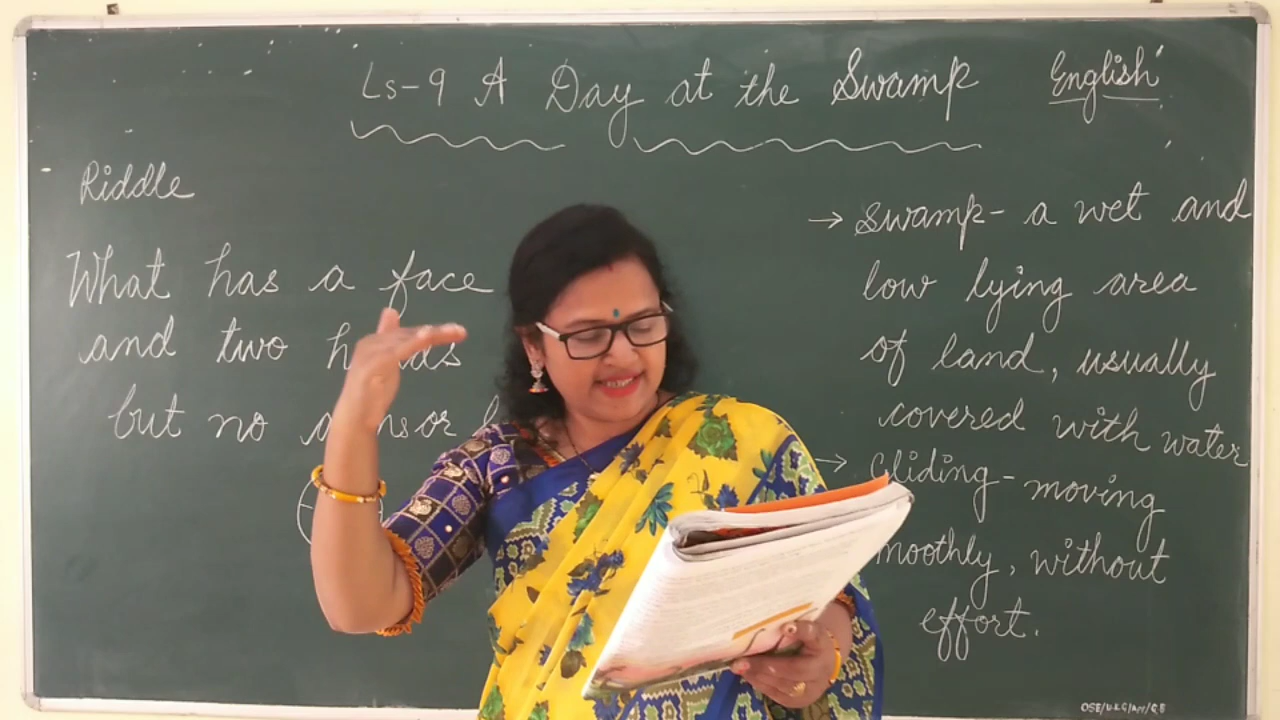 Ls-9 A Day at the Swamp
English
Riddle
What has a face
and two
but no
→ Swamp- a wet and
low lying area
of land, usually
covered with water
→ Gliding- moving
moothly, without
effort.